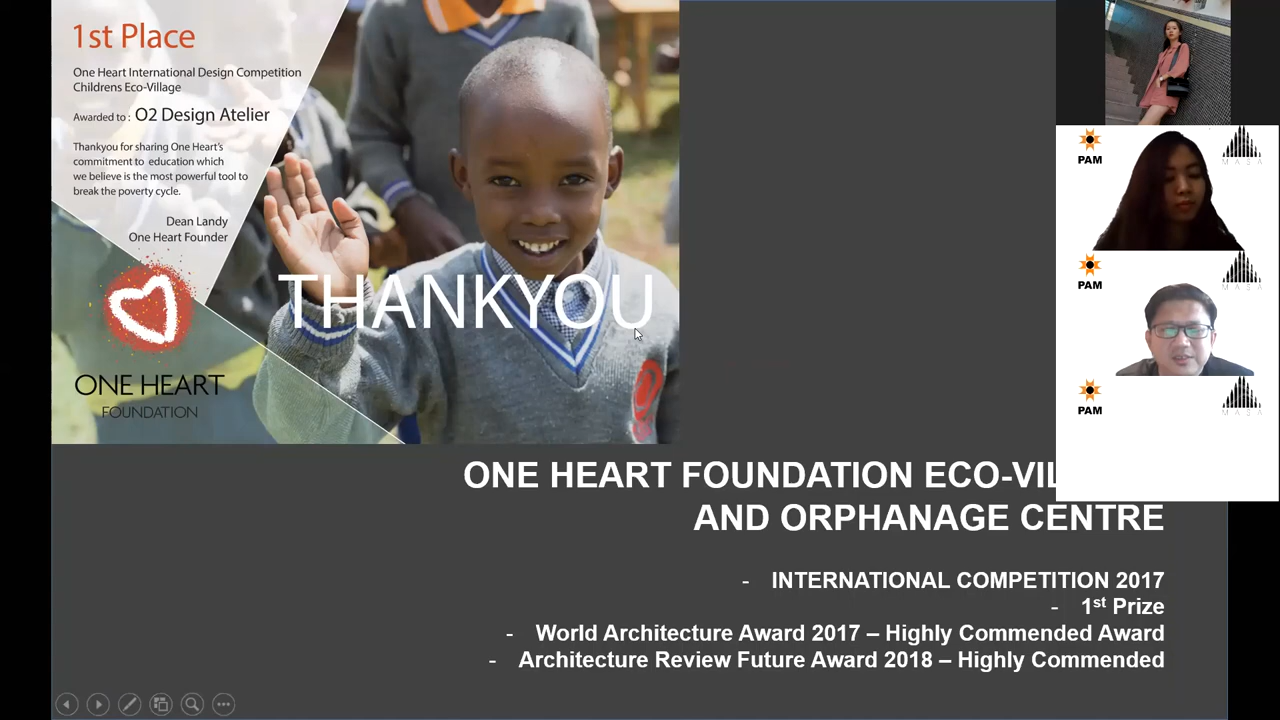 1st Place
One Heart International Design Competition
Childrens Eco-Village
Awarded to : O2 Design Atelier
Thankyou for sharing One Heart's
commitment to education which
we believe is the most powerful tool to
break the poverty cycle.
Dean Landy
One Heart Founder
THANKYOU
ONE HEART
FOUNDATION
ONE HEART FOUNDATION ECO-VIL
AND ORPHANAGE CENTRE
- INTERNATIONAL COMPETITION 2017
- 1st Prize
- World Architecture Award 2017 – Highly Commended Award
- Architecture Review Future Award 2018 – Highly Commended
PAM
MASA
PAM
MASA
PAM
MASA